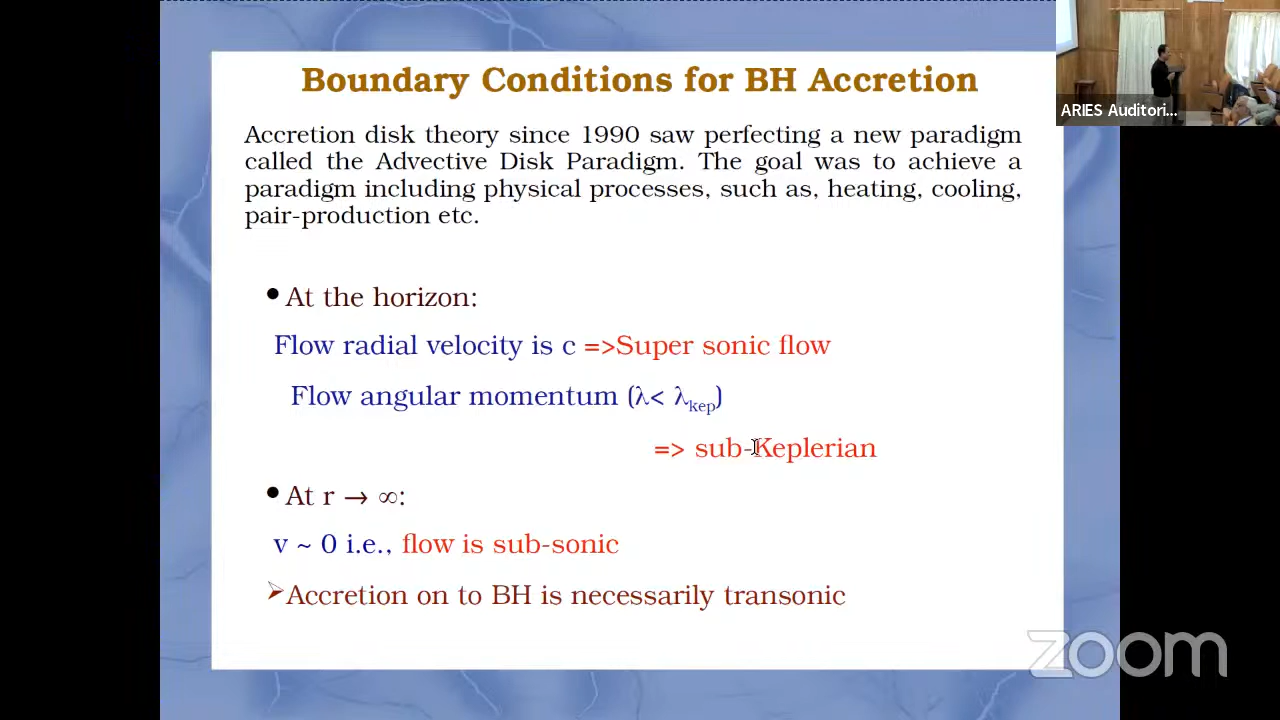 Boundary Conditions for BH Accretion
ARIES Auditori...
Accretion disk theory since 1990 saw perfecting a new paradigm
called the Advective Disk Paradigm. The goal was to achieve a
paradigm including physical processes, such as, heating, cooling,
pair-production etc.
• At the horizon:
Flow radial velocity is c =>Super sonic flow
Flow angular momentum (λ< λkep)
=> sub-Keplerian
• At r → ∞:
v ~ 0 i.e., flow is sub-sonic
➢ Accretion on to BH is necessarily transonic
zoom